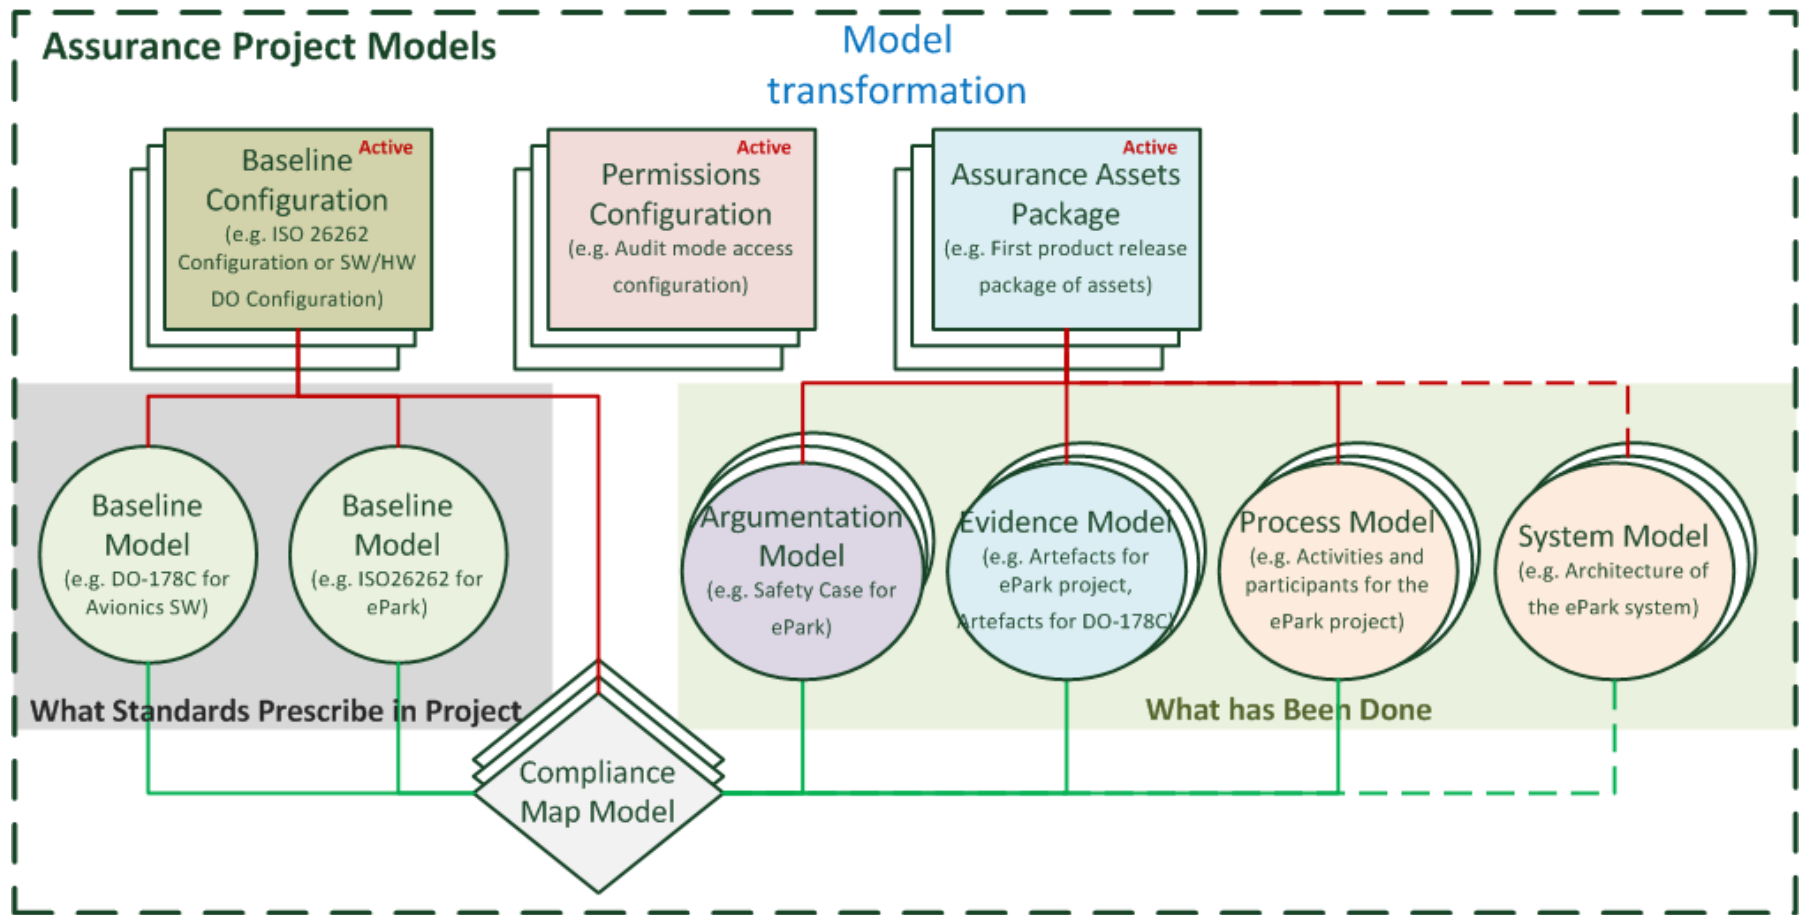 Assurance Project Models
Model
transformation
Active
Baseline
Configuration
(e.g. ISO 26262
Configuration or SW/HW
DO Configuration)
Active
Permissions
Configuration
(e.g. Audit mode access
configuration)
Active
Assurance Assets
Package
(e.g. First product release
package of assets)
Baseline
Model
(e.g. DO-178C for
Avionics SW)
Baseline
Model
(e.g. ISO26262 for
ePark)
Argumentation
Model
(e.g. Safety Case for
ePark)
Evidence Model
(e.g. Artefacts for
ePark project,
Artefacts for DO-178C)
Process Model
(e.g. Activities and
participants for the
ePark project)
System Model
(e.g. Architecture of
the ePark system)
What Standards Prescribe in Project
What has Been Done
Compliance
Map Model